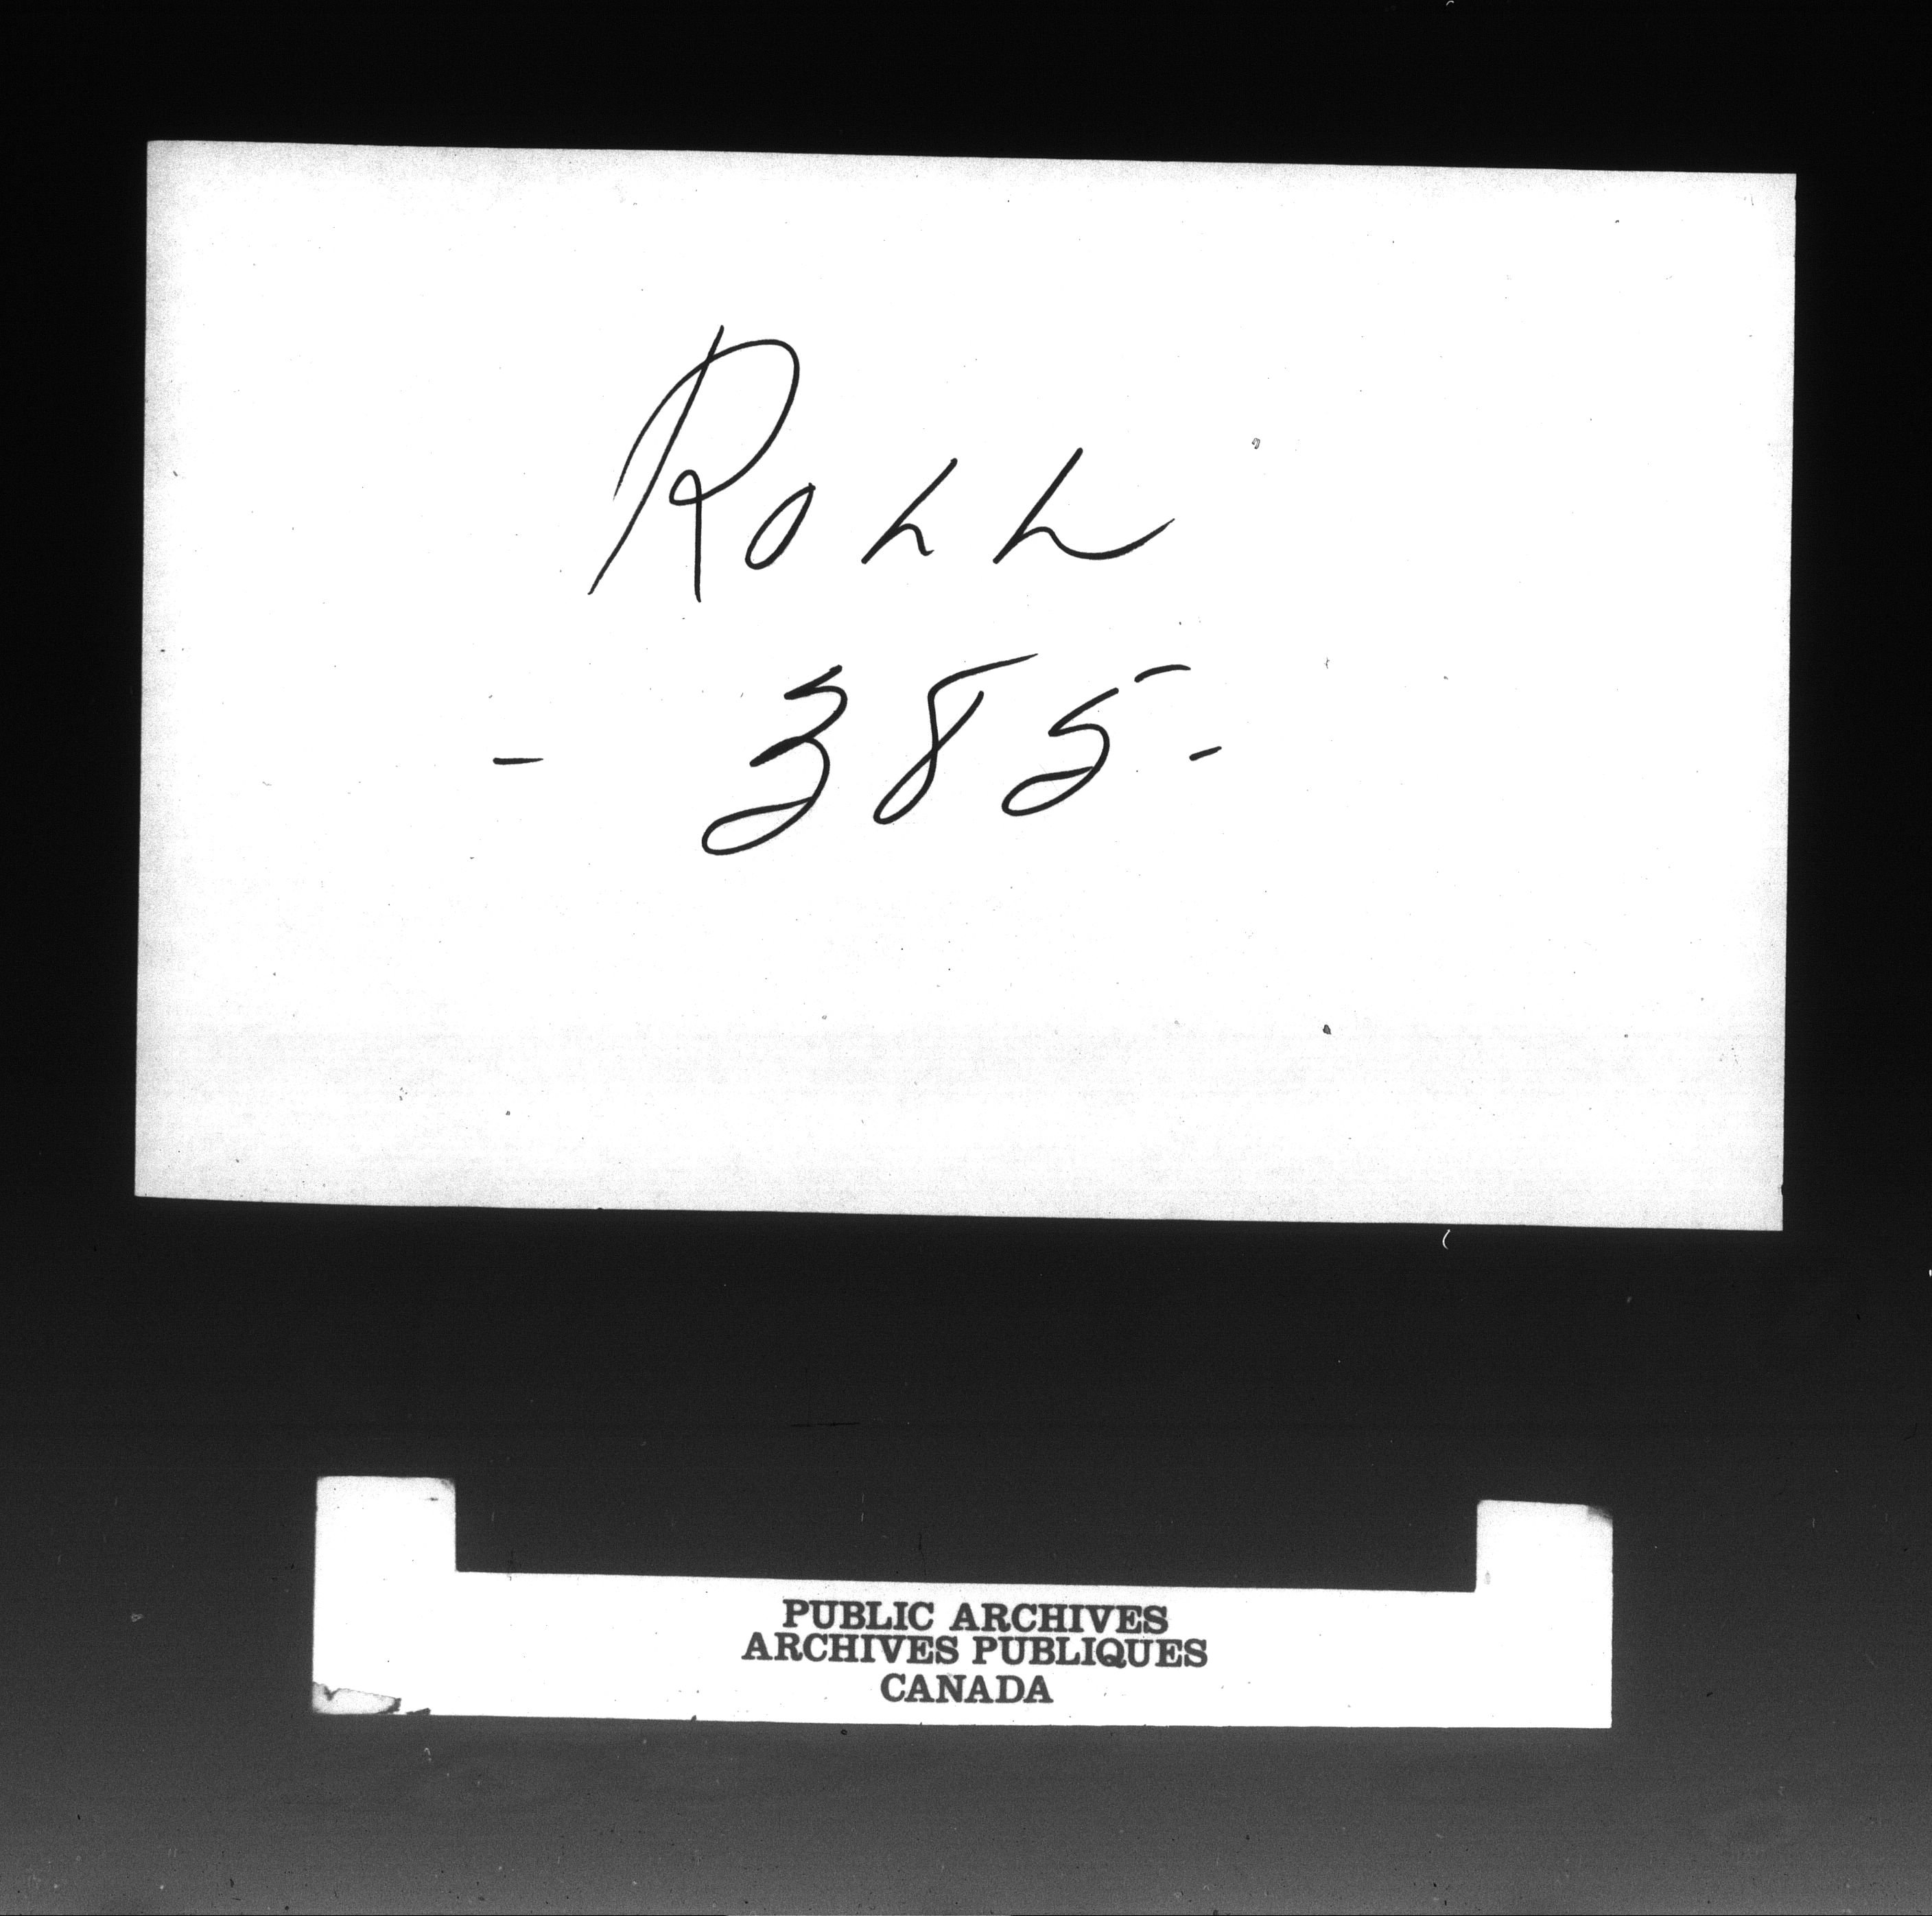 Roll
- 385 -
PUBLIC ARCHIVES
ARCHIVES PUBLIQUES
CANADA